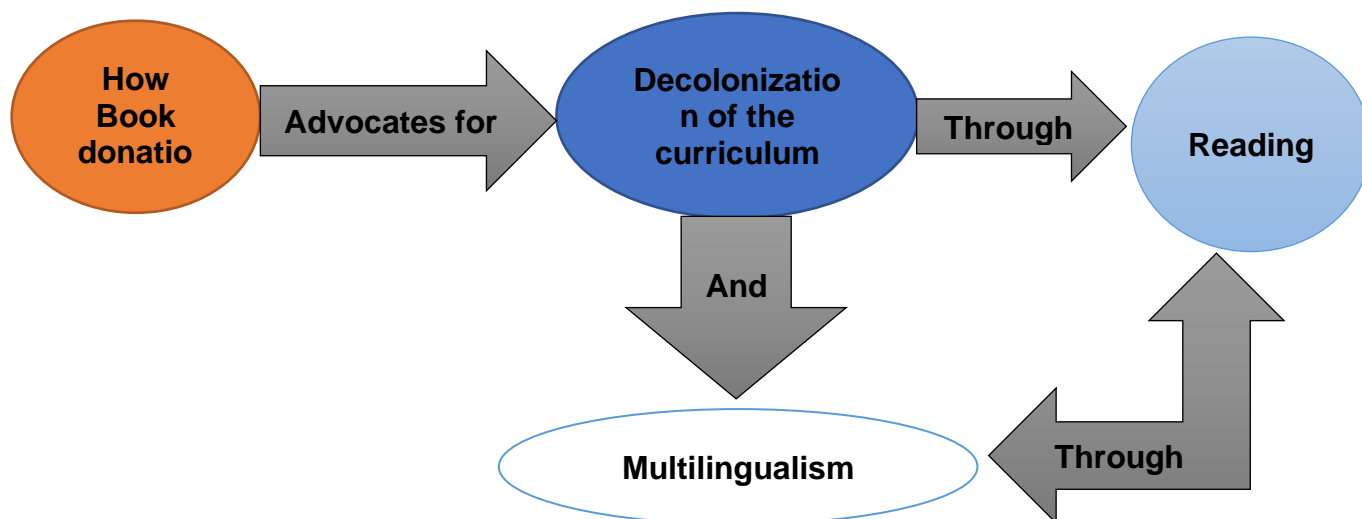 How
Book
donatio
Advocates for
Decolonizatio
n of the
curriculum
Through
Reading
And
Multilingualism
Through